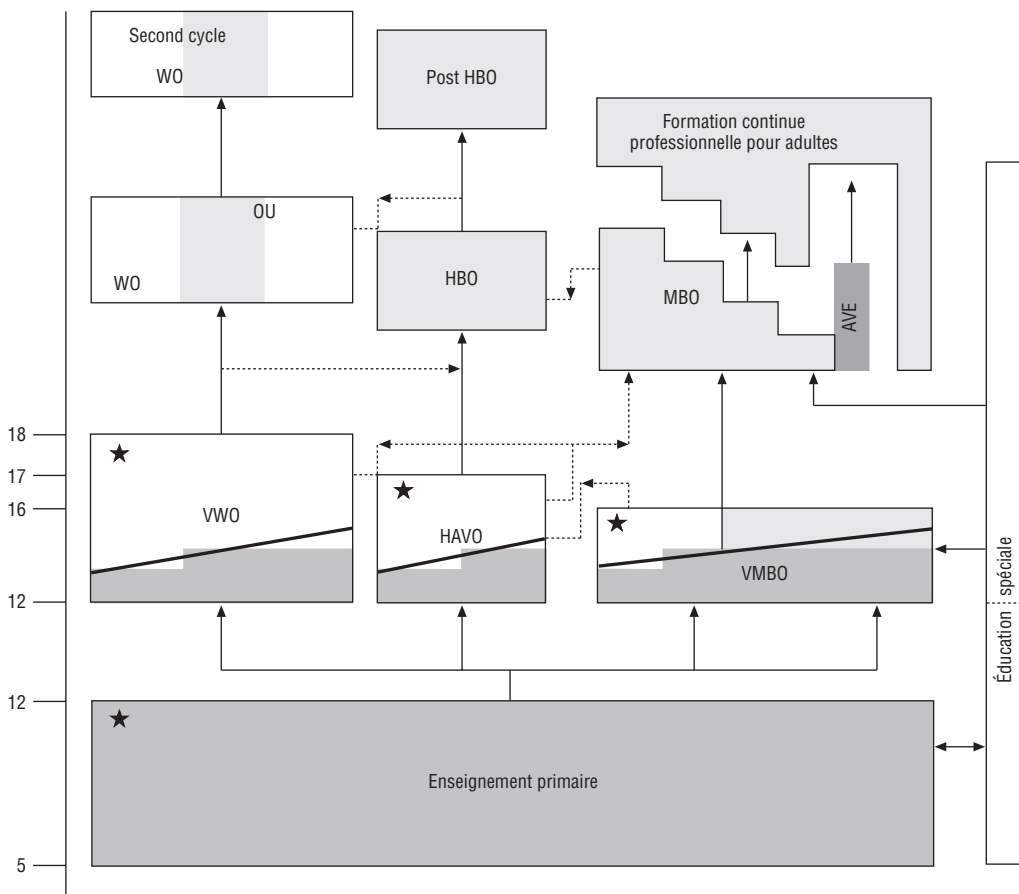 Second cycle
WO
Post HBO
Formation continue
professionnelle pour adultes
OU
WO
HBO
MBO
AVE
18
17
16
12
VWO
HAVO
VMBO
Éducation spéciale
12
Enseignement primaire
5